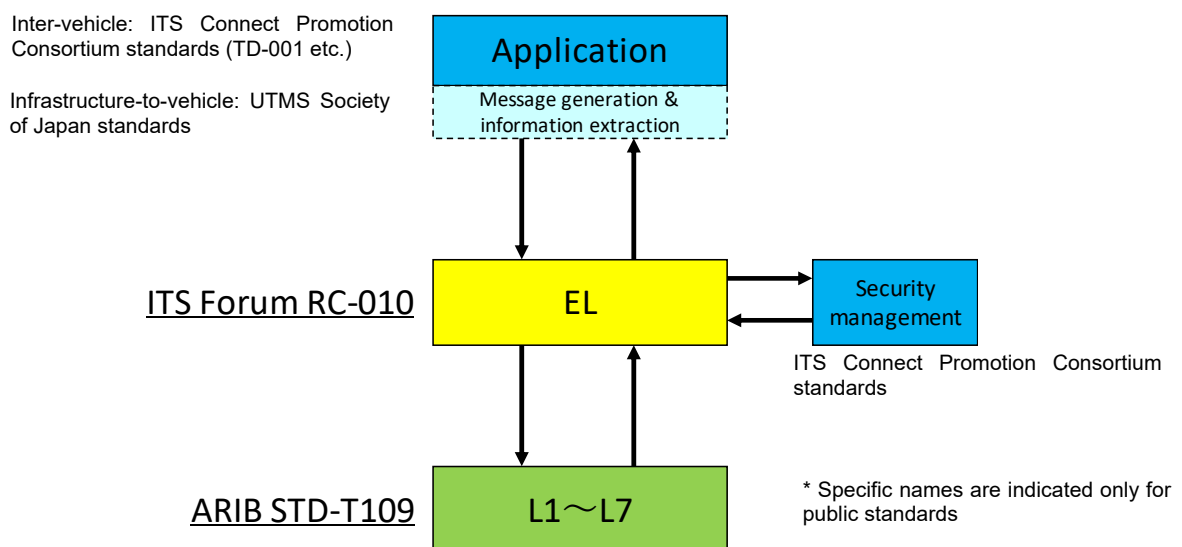 Inter-vehicle: ITS Connect Promotion
Consortium standards (TD-001 etc.)
Infrastructure-to-vehicle: UTMS Society
of Japan standards
Application
Message generation &
information extraction
ITS Forum RC-010
EL
Security
management
ITS Connect Promotion Consortium
standards
ARIB STD-T109
L1～L7
* Specific names are indicated only for
public standards